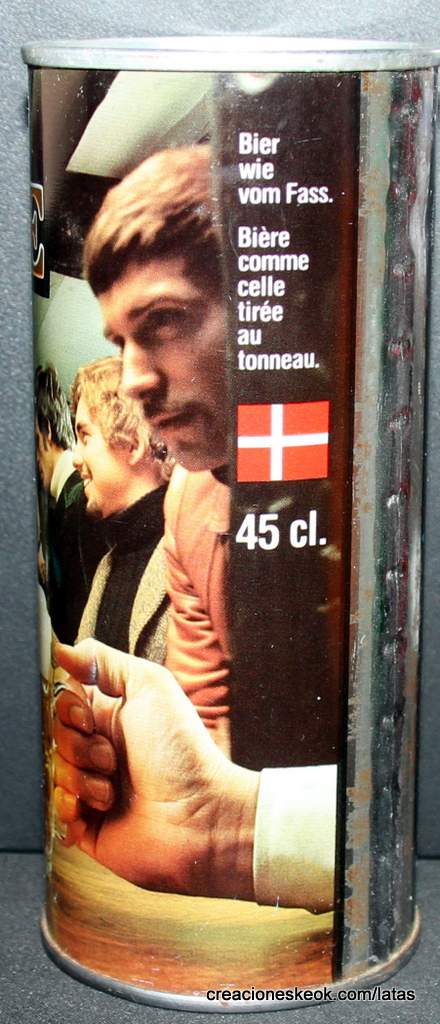 Bier
wie
vom Fass.
Bière
comme
celle
tirée
au
tonneau.
45 cl.
creacioneskeok.com/latas